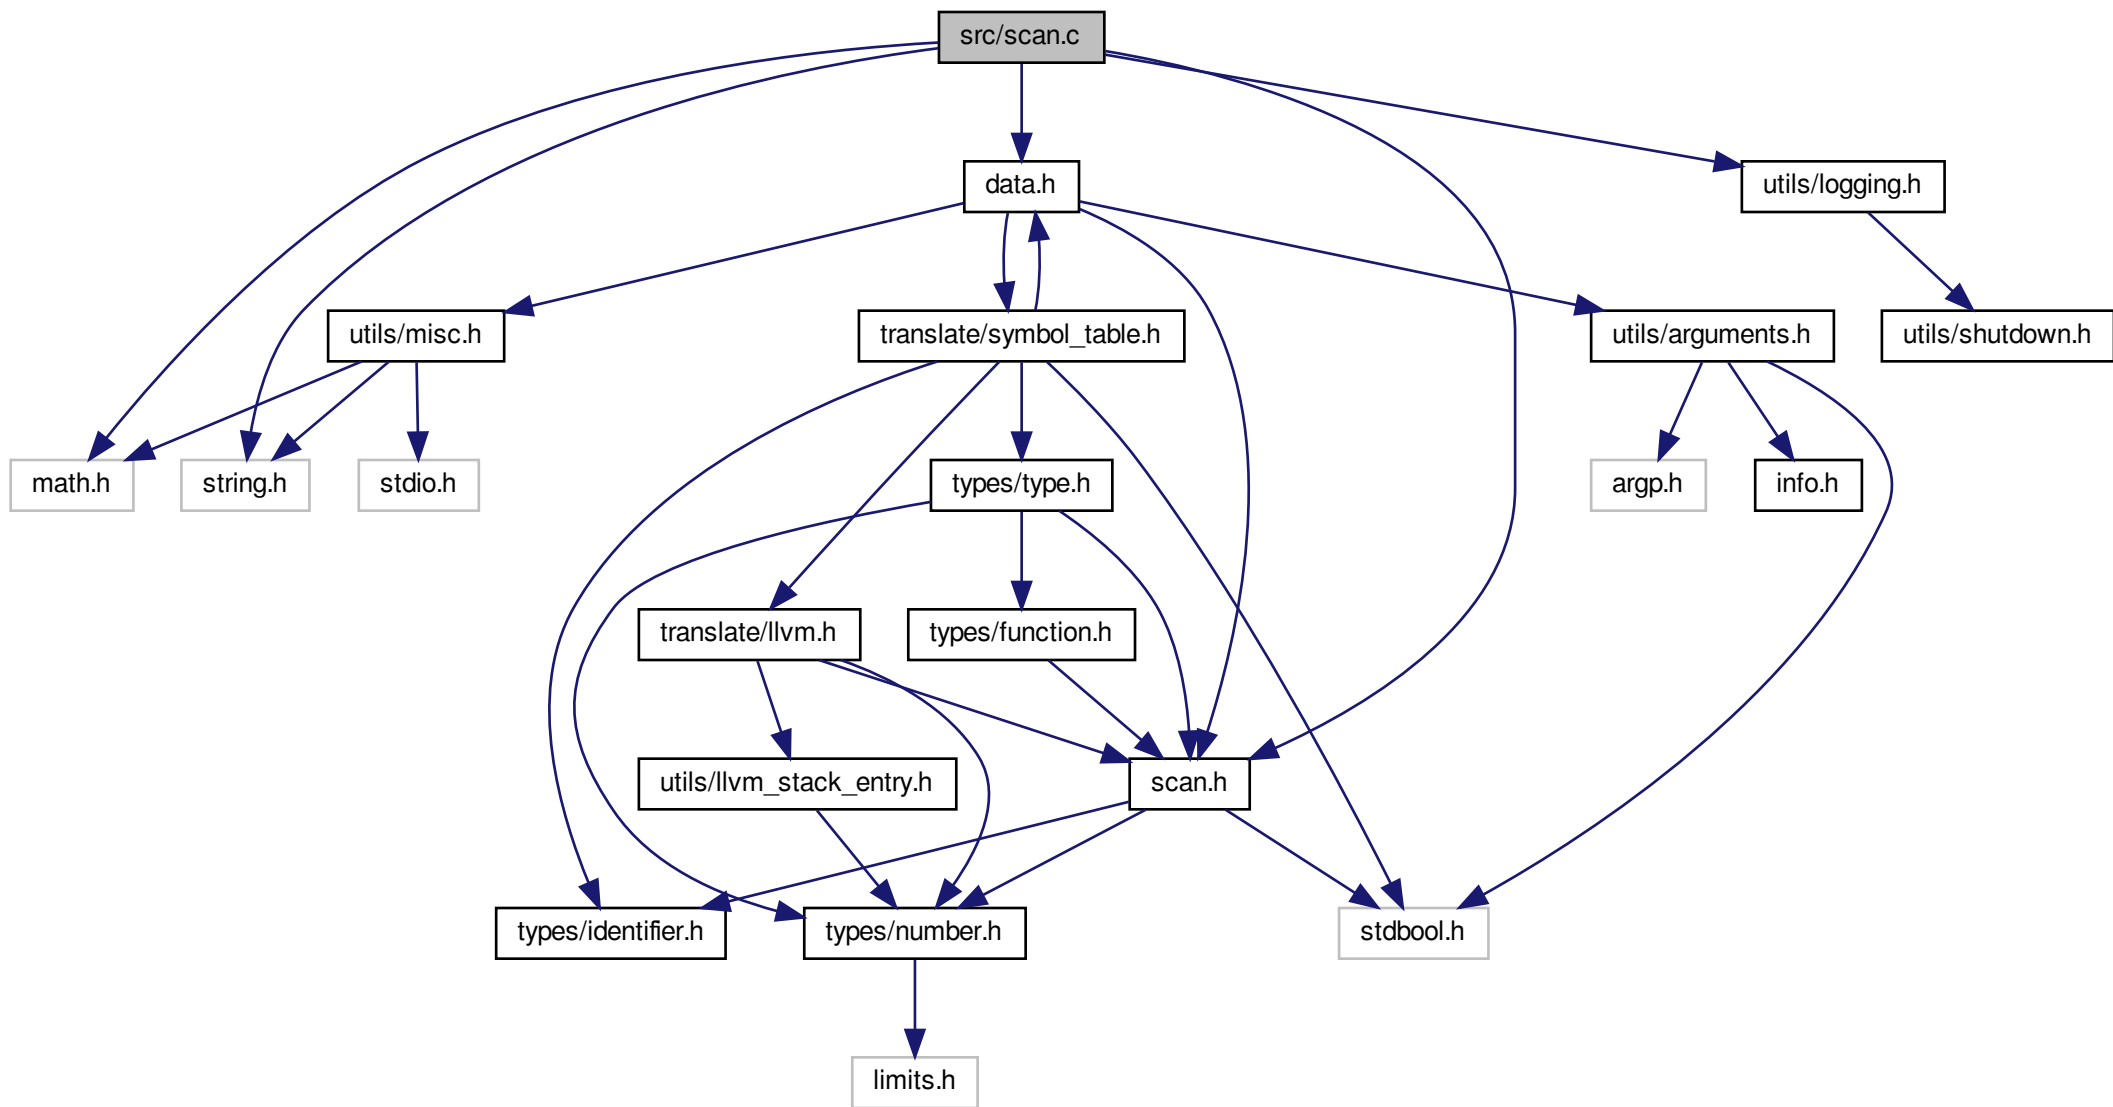 src/scan.c
data.h
utils/logging.h
utils/misc.h
translate/symbol_table.h
utils/arguments.h
utils/shutdown.h
math.h
string.h
stdio.h
types/type.h
argp.h
info.h
translate/llvm.h
types/function.h
utils/llvm_stack_entry.h
scan.h
types/identifier.h
types/number.h
stdbool.h
limits.h